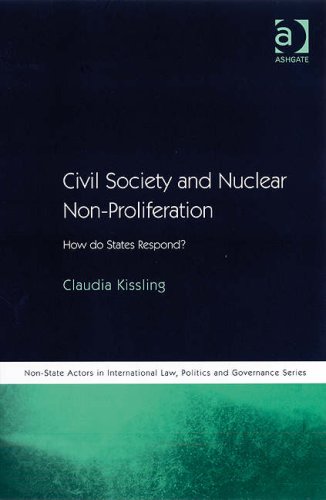 a
ASHGATE
Civil Society and Nuclear
Non-Proliferation
How do States Respond?
Claudia Kissling
Non-State Actors in International Law, Politics and Governance Series